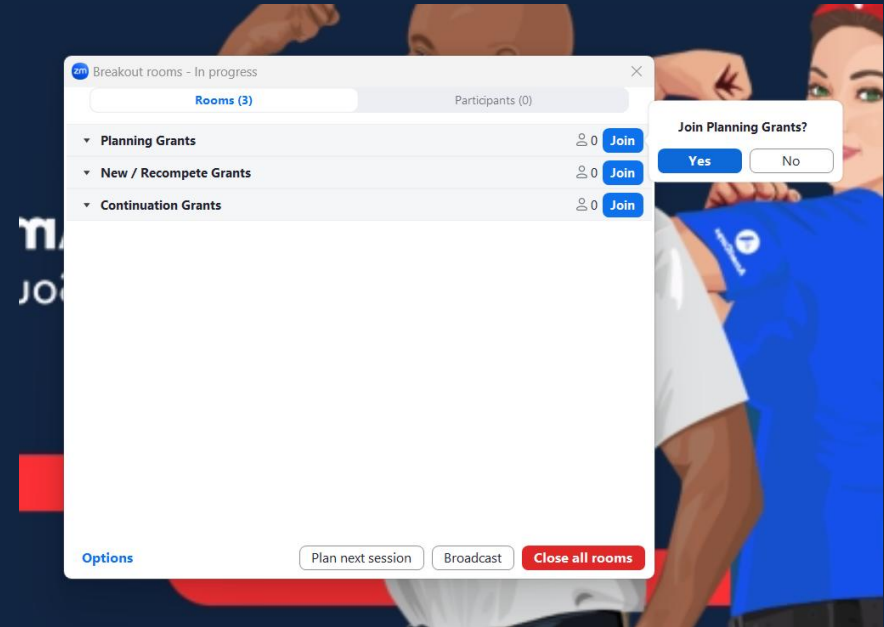 zm Breakout rooms - In progress
Rooms (3)
Participants (0)
Planning Grants
0
Join
New / Recompete Grants
0
Join
Continuation Grants
0
Join
Join Planning Grants?
Yes
No
AmeriCorps
Options
Plan next session
Broadcast
Close all rooms